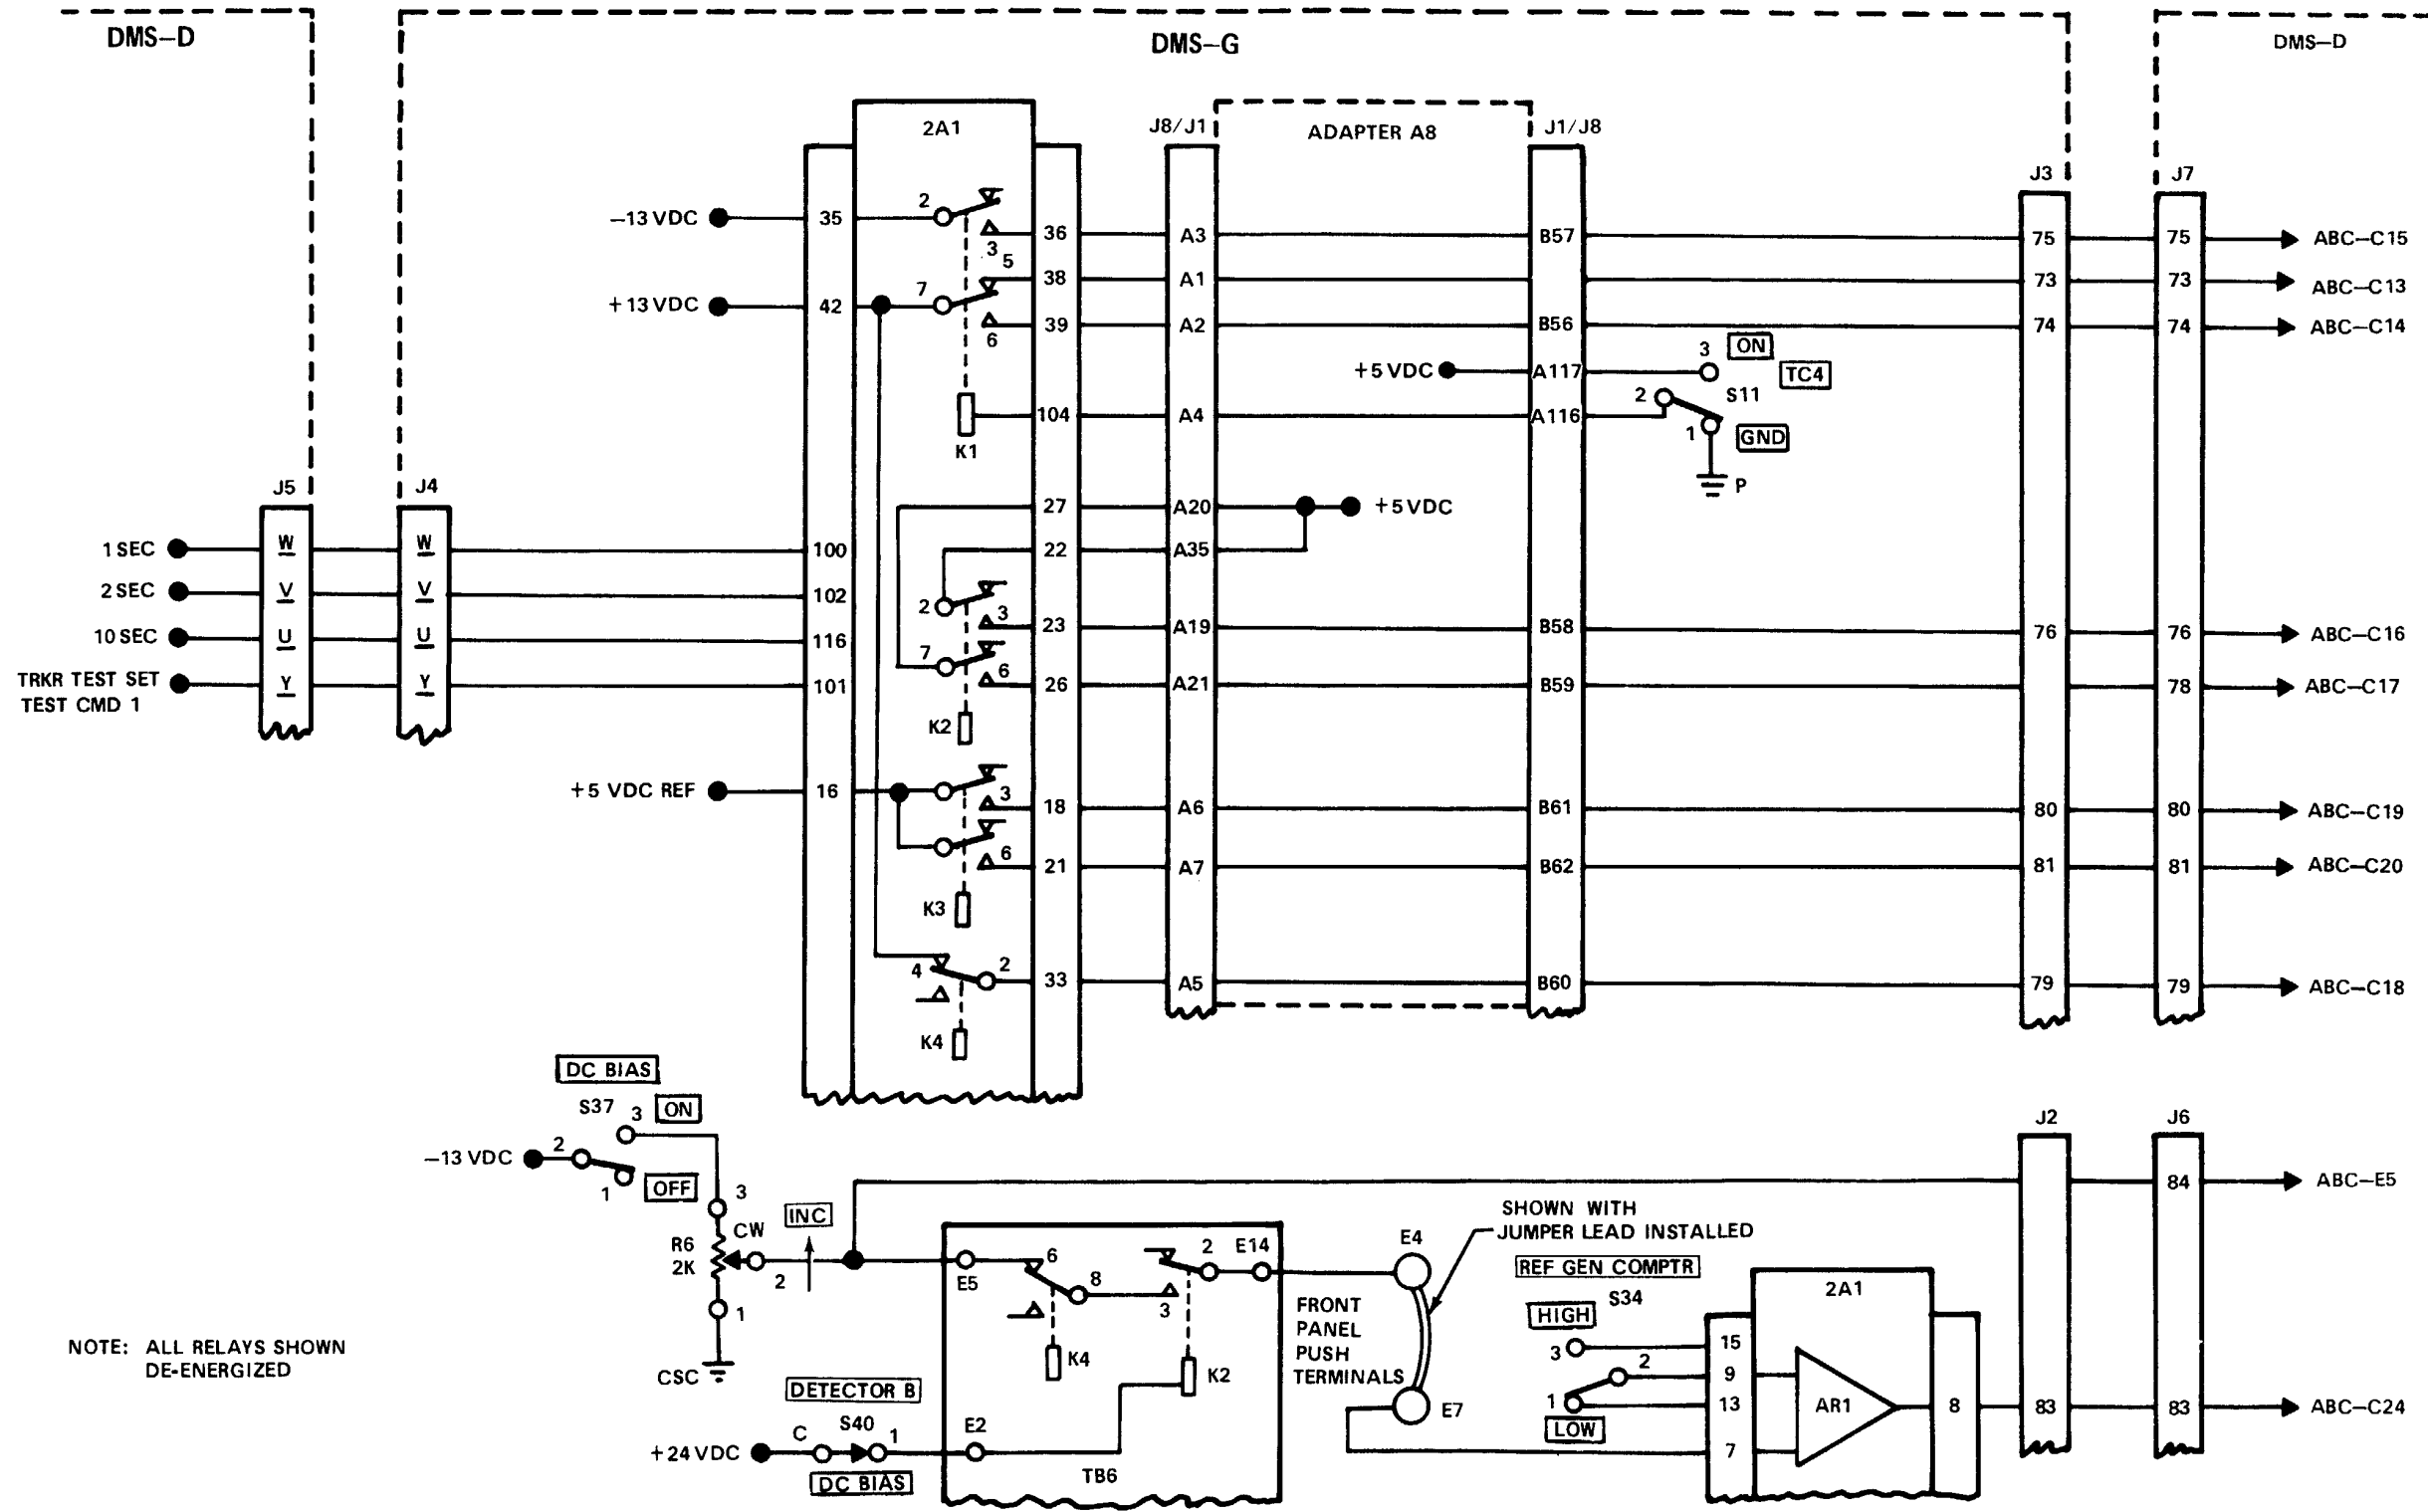 DMS–D
DMS–G
DMS–D
2A1
J8/J1
ADAPTER A8
J1/J8
J3
J7
–13 VDC
35
2
3
36
A3
B57
75
75
ABC–C15
5
38
A1
73
73
ABC–C13
+13 VDC
42
7
6
39
A2
B56
74
74
ABC–C14
+5 VDC
A117
3
ON
TC4
K1
104
A4
A116
2
S11
1
GND
P
J5
J4
27
A20
+5 VDC
1 SEC
W
W
100
22
A35
2 SEC
V
V
102
2
3
23
A19
B58
76
76
ABC–C16
10 SEC
U
U
116
7
6
26
A21
B59
78
ABC–C17
TRKR TEST SET
TEST CMD 1
Y
Y
101
K2
+5 VDC REF
16
3
18
A6
B61
80
80
ABC–C19
6
21
A7
B62
81
81
ABC–C20
K3
4
2
33
A5
B60
79
79
ABC–C18
K4
DC BIAS
S37
3
ON
–13 VDC
2
1
OFF
J2
J6
84
ABC–E5
3
CW
INC
R6
2K
2
1
CSC
E5
6
8
2
E14
3
K4
K2
E4
SHOWN WITH
JUMPER LEAD INSTALLED
FRONT
PANEL
PUSH
TERMINALS
E7
REF GEN COMPTR
S34
HIGH
3
2
1
LOW
2A1
15
9
13
7
AR1
8
83
83
ABC–C24
NOTE: ALL RELAYS SHOWN
DE-ENERGIZED
DETECTOR B
S40
+24 VDC
C
1
E2
DC BIAS
TB6